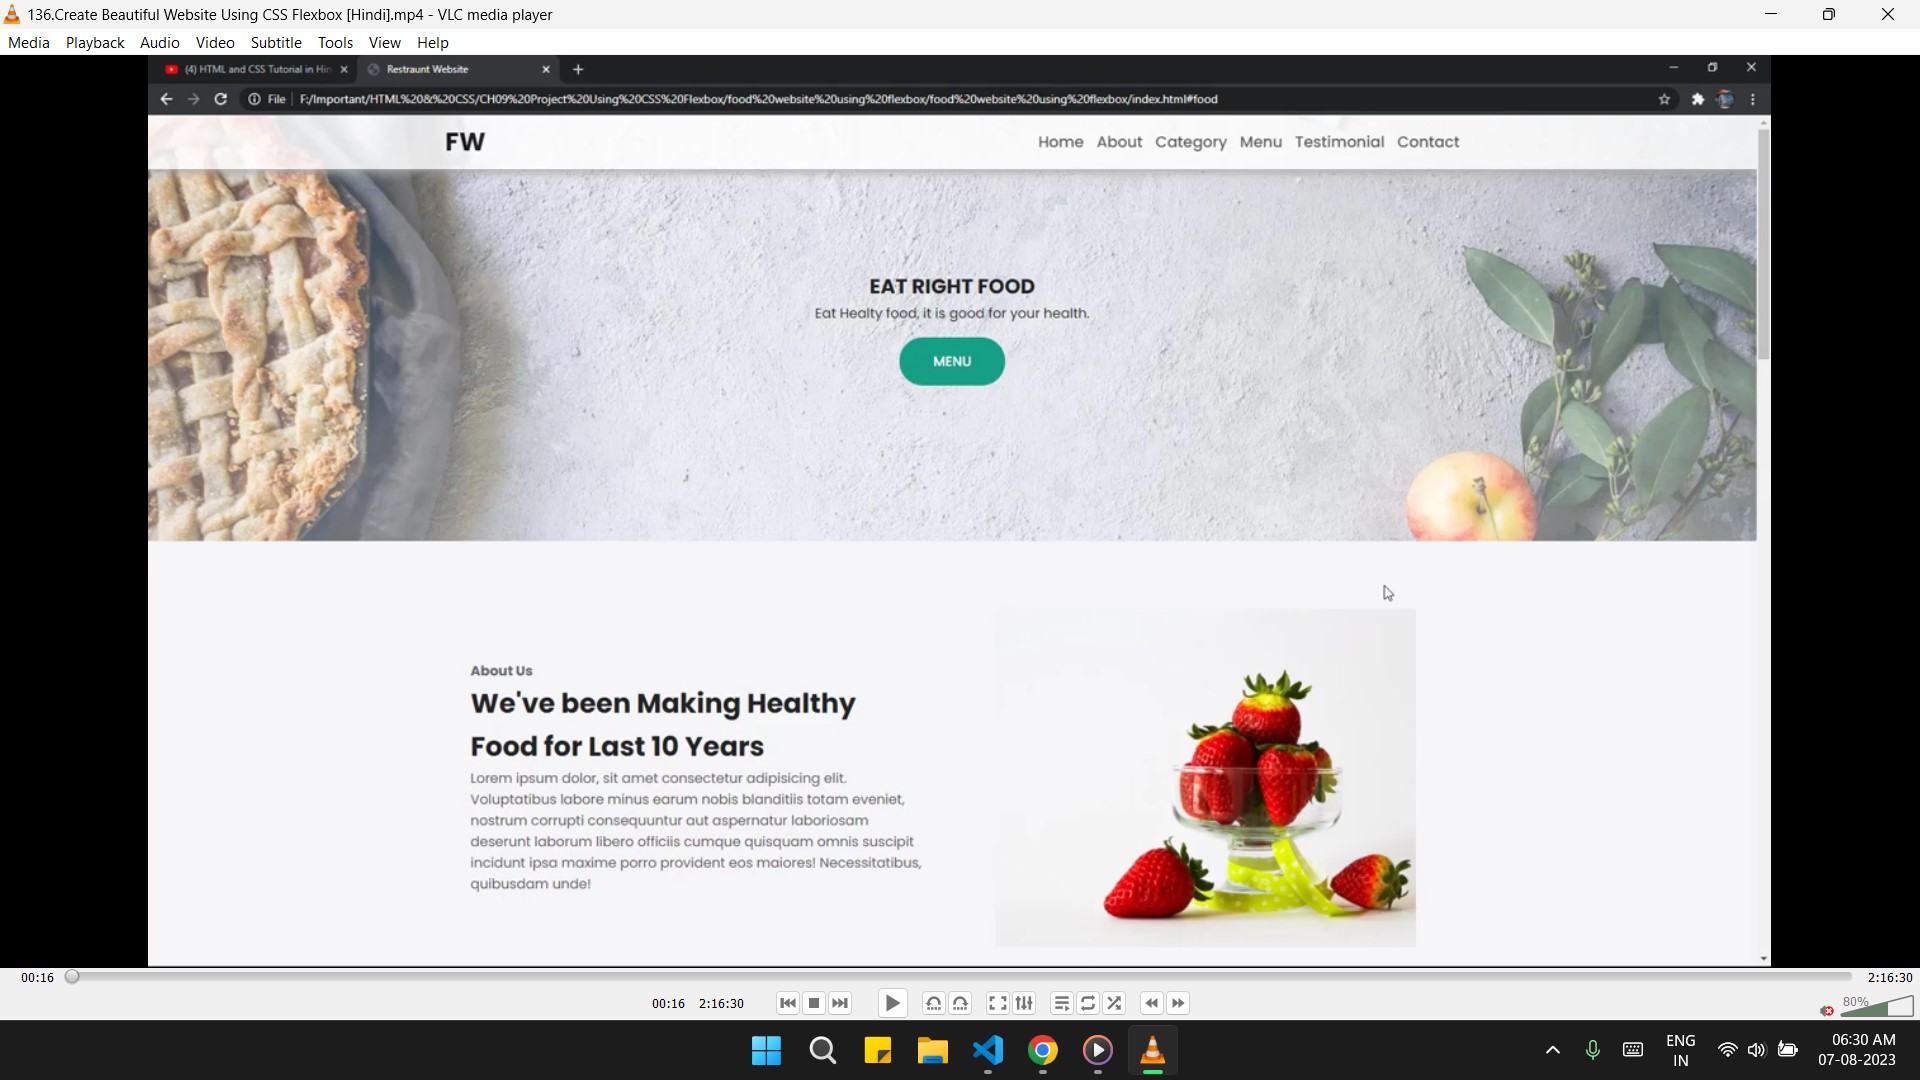 136.Create Beautiful Website Using CSS Flexbox [Hindi].mp4 - VLC media player
Media Playback Audio Video Subtitle Tools View Help
(4) HTML and CSS Tutorial in Hin
Restraunt Website
File F:/Important/HTML%20&%20CSS/CH09%20Project%20Using%20CSS%20Flexbox/food%20website%20using%20flexbox/food%20website%20using%20flexbox/index.html#food
FW
Home About Category Menu Testimonial Contact
EAT RIGHT FOOD
Eat Healty food, it is good for your health.
MENU
About Us
We've been Making Healthy
Food for Last 10 Years
Lorem ipsum dolor, sit amet consectetur adipisicing elit.
Voluptatibus labore minus earum nobis blanditiis totam eveniet,
nostrum corrupti consequuntur aut aspernatur laboriosam
deserunt laborum libero officiis cumque quisquam omnis suscipit
incidunt ipsa maxime porro provident eos maiores! Necessitatibus,
quibusdam unde!
00:16 2:16:30
00:16 2:16:30
80%
ENG
IN
06:30 AM
07-08-2023